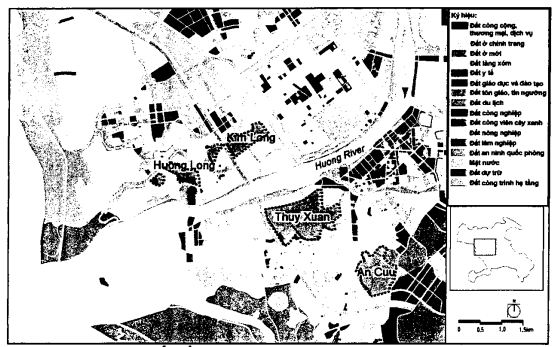 Ký hiệu:
Đất công cộng,
thương mại, dịch vụ
Đất ở chỉnh trang
Đất ở mới
Đất làng xóm
Đất y tế
Đất giáo dục và đào tạo
Đất tôn giáo, tín ngưỡng
Đất du lịch
Đất công nghiệp
Đất công viên cây xanh
Đất nông nghiệp
Đất lâm nghiệp
Đất an ninh quốc phòng
Mặt nước
Đất dự trữ
Đất công trình hạ tầng
Kim Long
Huong Long
Huong River
Thuy Xuan
An Cuu
N
0 0,5 1,0 1,5km